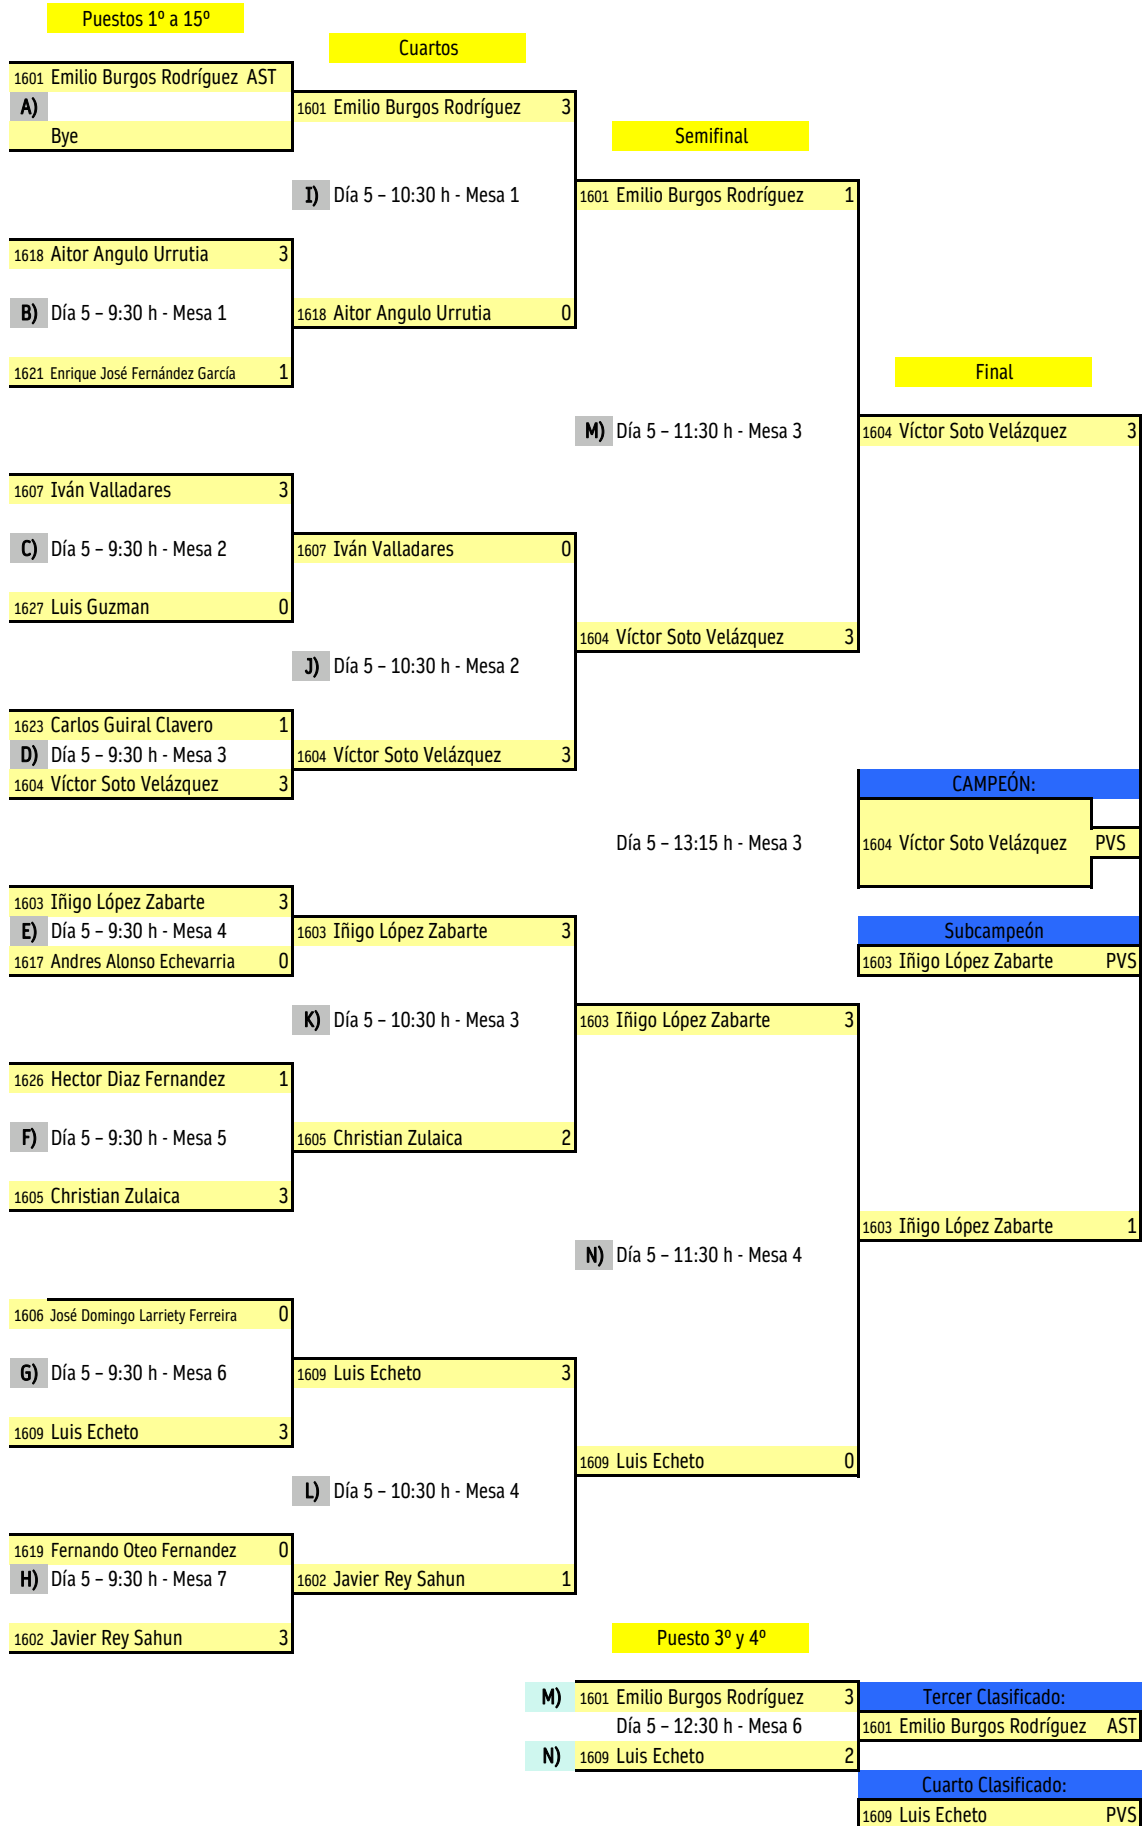 Puestos 1º a 15º
Cuartos
1601 Emilio Burgos Rodríguez AST
A)
1601 Emilio Burgos Rodríguez 3
Bye
Semifinal
I) Día 5 – 10:30 h - Mesa 1
1601 Emilio Burgos Rodríguez 1
1618 Aitor Angulo Urrutia 3
B) Día 5 – 9:30 h - Mesa 1
1618 Aitor Angulo Urrutia 0
1621 Enrique José Fernández García 1
Final
M) Día 5 – 11:30 h - Mesa 3
1604 Víctor Soto Velázquez 3
1607 Iván Valladares 3
C) Día 5 – 9:30 h - Mesa 2
1607 Iván Valladares 0
1627 Luis Guzman 0
1604 Víctor Soto Velázquez 3
J) Día 5 – 10:30 h - Mesa 2
1623 Carlos Guiral Clavero 1
D) Día 5 – 9:30 h - Mesa 3
1604 Víctor Soto Velázquez 3
1604 Víctor Soto Velázquez 3
CAMPEÓN:
Día 5 – 13:15 h - Mesa 3
1604 Víctor Soto Velázquez PVS
1603 Iñigo López Zabarte 3
E) Día 5 – 9:30 h - Mesa 4
1603 Iñigo López Zabarte 3
Subcampeón
1617 Andres Alonso Echevarria 0
1603 Iñigo López Zabarte PVS
K) Día 5 – 10:30 h - Mesa 3
1603 Iñigo López Zabarte 3
1626 Hector Diaz Fernandez 1
F) Día 5 – 9:30 h - Mesa 5
1605 Christian Zulaica 2
1605 Christian Zulaica 3
1603 Iñigo López Zabarte 1
N) Día 5 – 11:30 h - Mesa 4
1606 José Domingo Larriety Ferreira 0
G) Día 5 – 9:30 h - Mesa 6
1609 Luis Echeto 3
1609 Luis Echeto 3
1609 Luis Echeto 0
L) Día 5 – 10:30 h - Mesa 4
1619 Fernando Oteo Fernandez 0
H) Día 5 – 9:30 h - Mesa 7
1602 Javier Rey Sahun 1
1602 Javier Rey Sahun 3
Puesto 3º y 4º
M) 1601 Emilio Burgos Rodríguez 3
Tercer Clasificado:
Día 5 – 12:30 h - Mesa 6
1601 Emilio Burgos Rodríguez AST
N) 1609 Luis Echeto 2
Cuarto Clasificado:
1609 Luis Echeto PVS